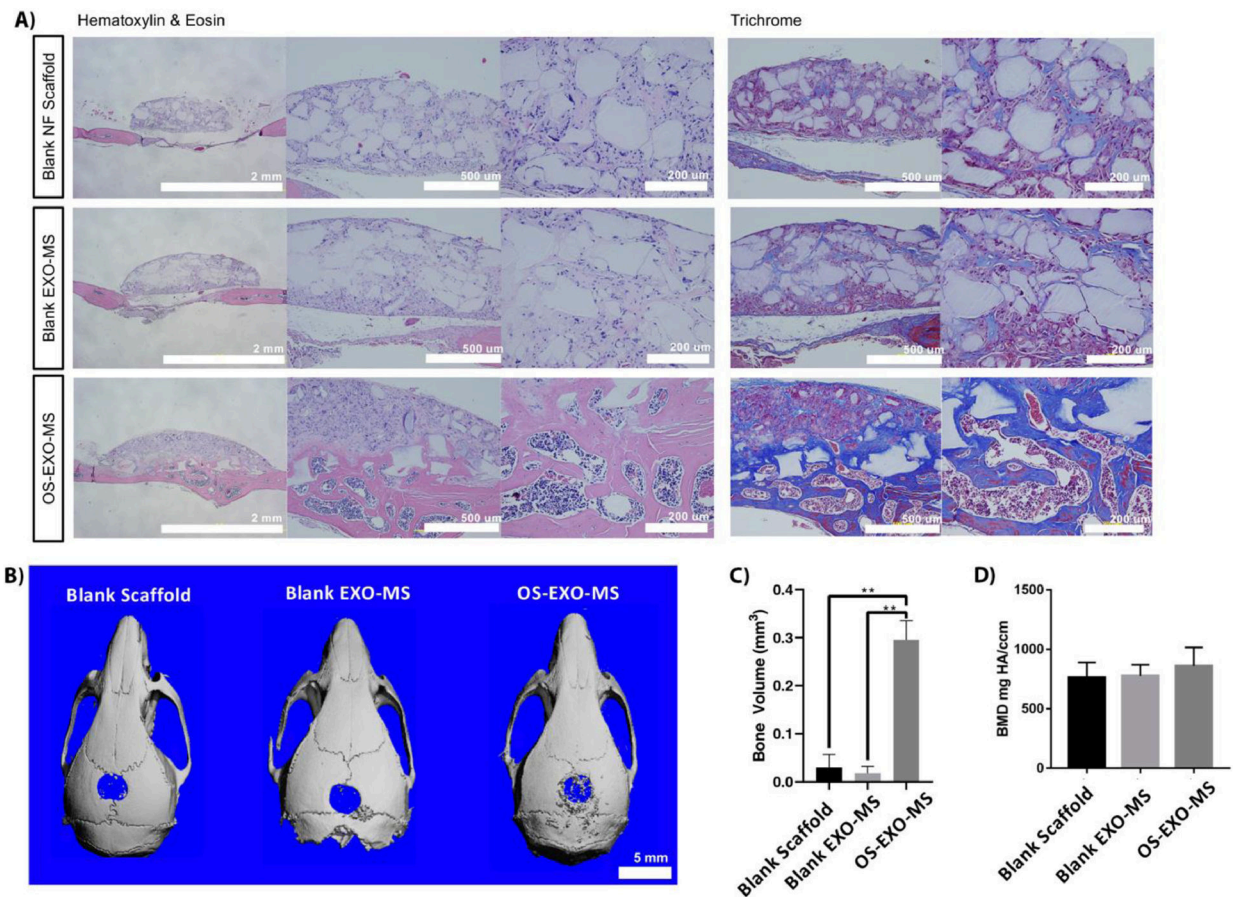 A)
Hematoxylin & Eosin
Trichrome
Blank NF Scaffold
2 mm
500 um
200 um
500 um
200 um
Blank EXO-MS
2 mm
500 um
200 um
500 um
200 um
OS-EXO-MS
2 mm
500 um
200 um
500 um
200 um
B)
Blank Scaffold
Blank EXO-MS
OS-EXO-MS
5 mm
C)
Bone Volume (mm³)
0.4
0.3
0.2
0.1
0.0
**
**
Blank Scaffold
Blank EXO-MS
OS-EXO-MS
D)
BMD mg HA/ccm
1500
1000
500
0
Blank Scaffold
Blank EXO-MS
OS-EXO-MS